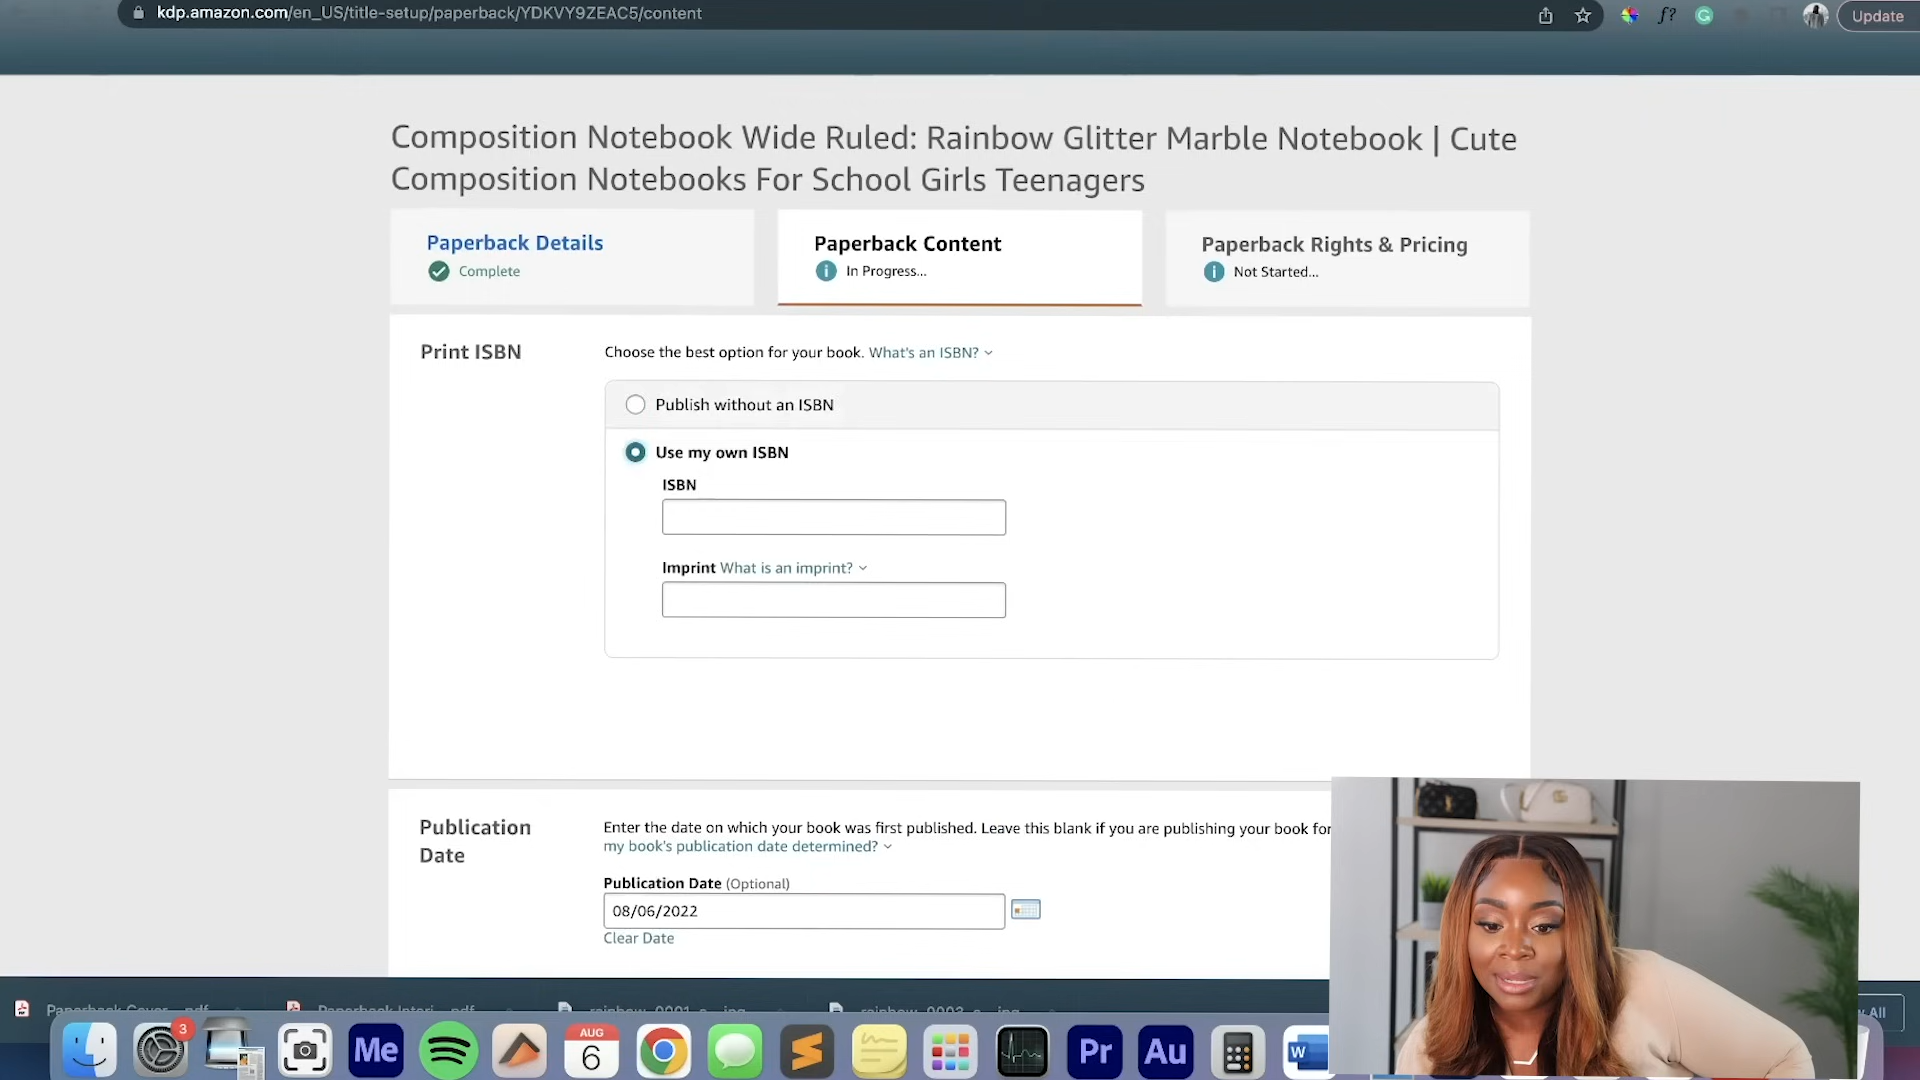 kdp.amazon.com/en_US/title-setup/paperback/YDKVY9ZEAC5/content
f?
G
Update
Composition Notebook Wide Ruled: Rainbow Glitter Marble Notebook | Cute
Composition Notebooks For School Girls Teenagers
Paperback Details
Complete
Paperback Content
In Progress...
Paperback Rights & Pricing
Not Started...
Print ISBN
Choose the best option for your book. What's an ISBN?
Publish without an ISBN
Use my own ISBN
ISBN
Imprint What is an imprint?
Publication
Date
Enter the date on which your book was first published. Leave this blank if you are publishing your book for
my book's publication date determined?
Publication Date (Optional)
08/06/2022
Clear Date
All
3
Me
AUG
6
Pr
Au
W